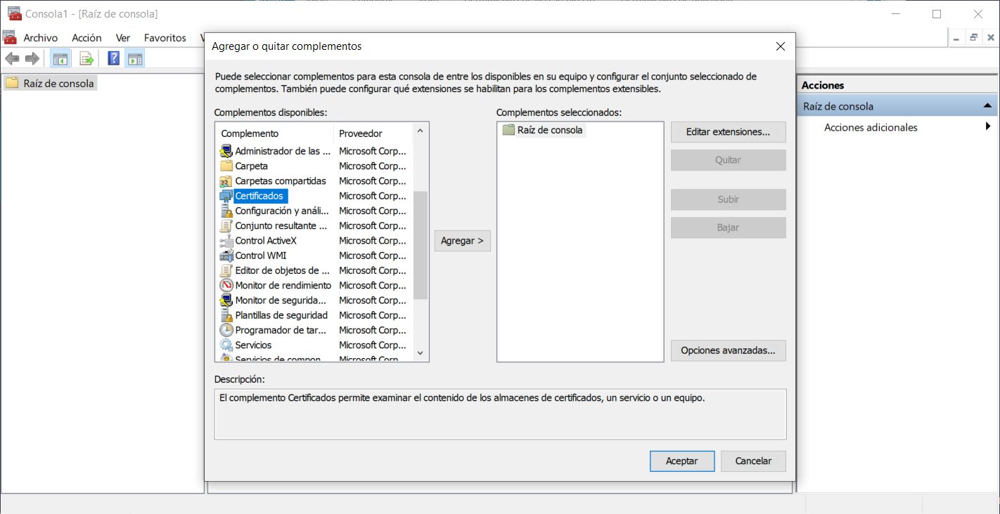 Consola1 - [Raíz de consola]
Archivo Acción Ver Favoritos
Agregar o quitar complementos
Puede seleccionar complementos para esta consola de entre los disponibles en su equipo y configurar el conjunto seleccionado de
complementos. También puede configurar qué extensiones se habilitan para los complementos extensibles.
Raíz de consola
Complementos disponibles:
Complemento Proveedor
Administrador de las ... Microsoft Corp...
Carpeta Microsoft Corp...
Carpetas compartidas Microsoft Corp...
Certificados Microsoft Corp...
Configuración y análi... Microsoft Corp...
Conjunto resultante ... Microsoft Corp...
Control ActiveX Microsoft Corp...
Control WMI Microsoft Corp...
Editor de objetos de ... Microsoft Corp...
Monitor de rendimiento Microsoft Corp...
Monitor de segurida... Microsoft Corp...
Plantillas de seguridad Microsoft Corp...
Programador de tar... Microsoft Corp...
Servicios Microsoft Corp...
Servicios de compon... Microsoft Corp...
Agregar >
Complementos seleccionados:
Raíz de consola
Editar extensiones...
Quitar
Subir
Bajar
Opciones avanzadas...
Descripción:
El complemento Certificados permite examinar el contenido de los almacenes de certificados, un servicio o un equipo.
Aceptar Cancelar
Acciones
Raíz de consola
Acciones adicionales